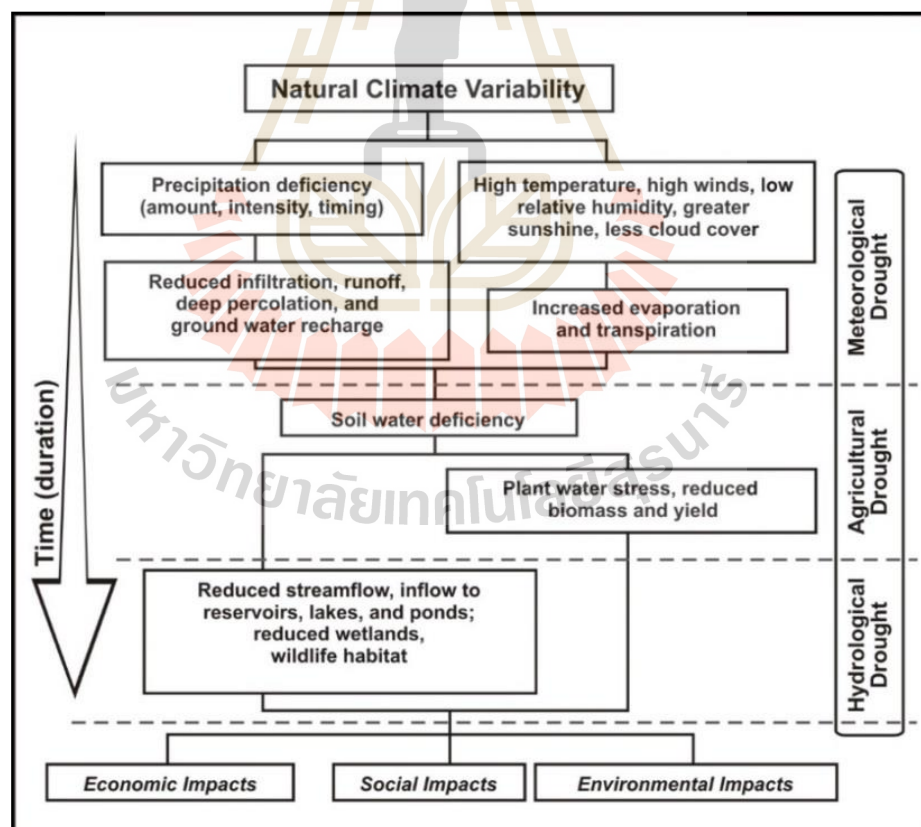 Natural Climate Variability
Precipitation deficiency
(amount, intensity, timing)
High temperature, high winds, low
relative humidity, greater
sunshine, less cloud cover
Reduced infiltration, runoff,
deep percolation, and
ground water recharge
Increased evaporation
and transpiration
Meteorological
Drought
Time (duration)
Soil water deficiency
Plant water stress, reduced
biomass and yield
Agricultural
Drought
มหาวิทยาลัยเทคโนโลยีสุรนารี
Reduced streamflow, inflow to
reservoirs, lakes, and ponds;
reduced wetlands,
wildlife habitat
Hydrological
Drought
Economic Impacts
Social Impacts
Environmental Impacts